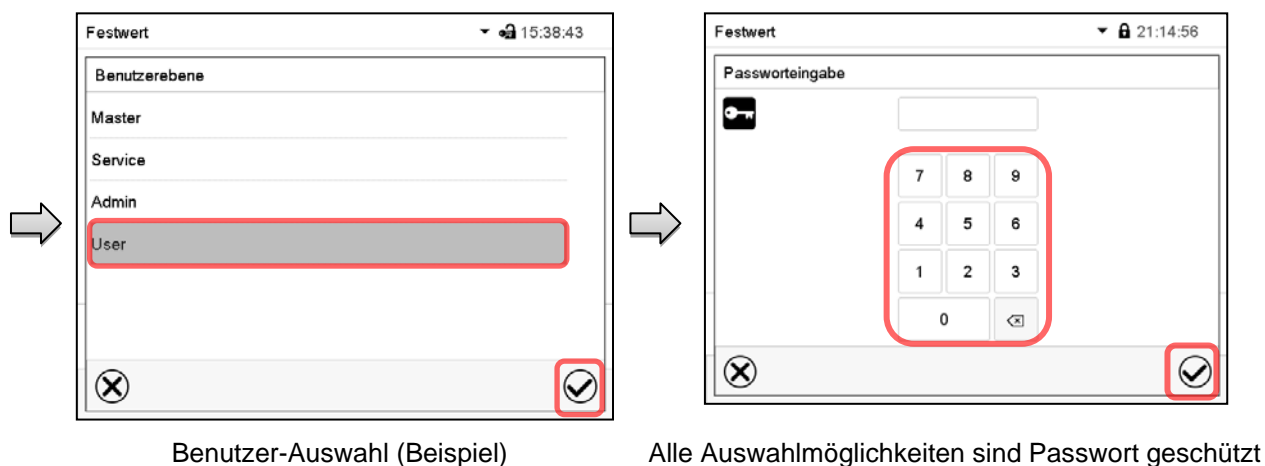 Festwert 15:38:43
Benutzerebene
Master
Service
Admin
User
Festwert 21:14:56
Passworteingabe
7 8 9
4 5 6
1 2 3
0
Benutzer-Auswahl (Beispiel)
Alle Auswahlmöglichkeiten sind Passwort geschützt